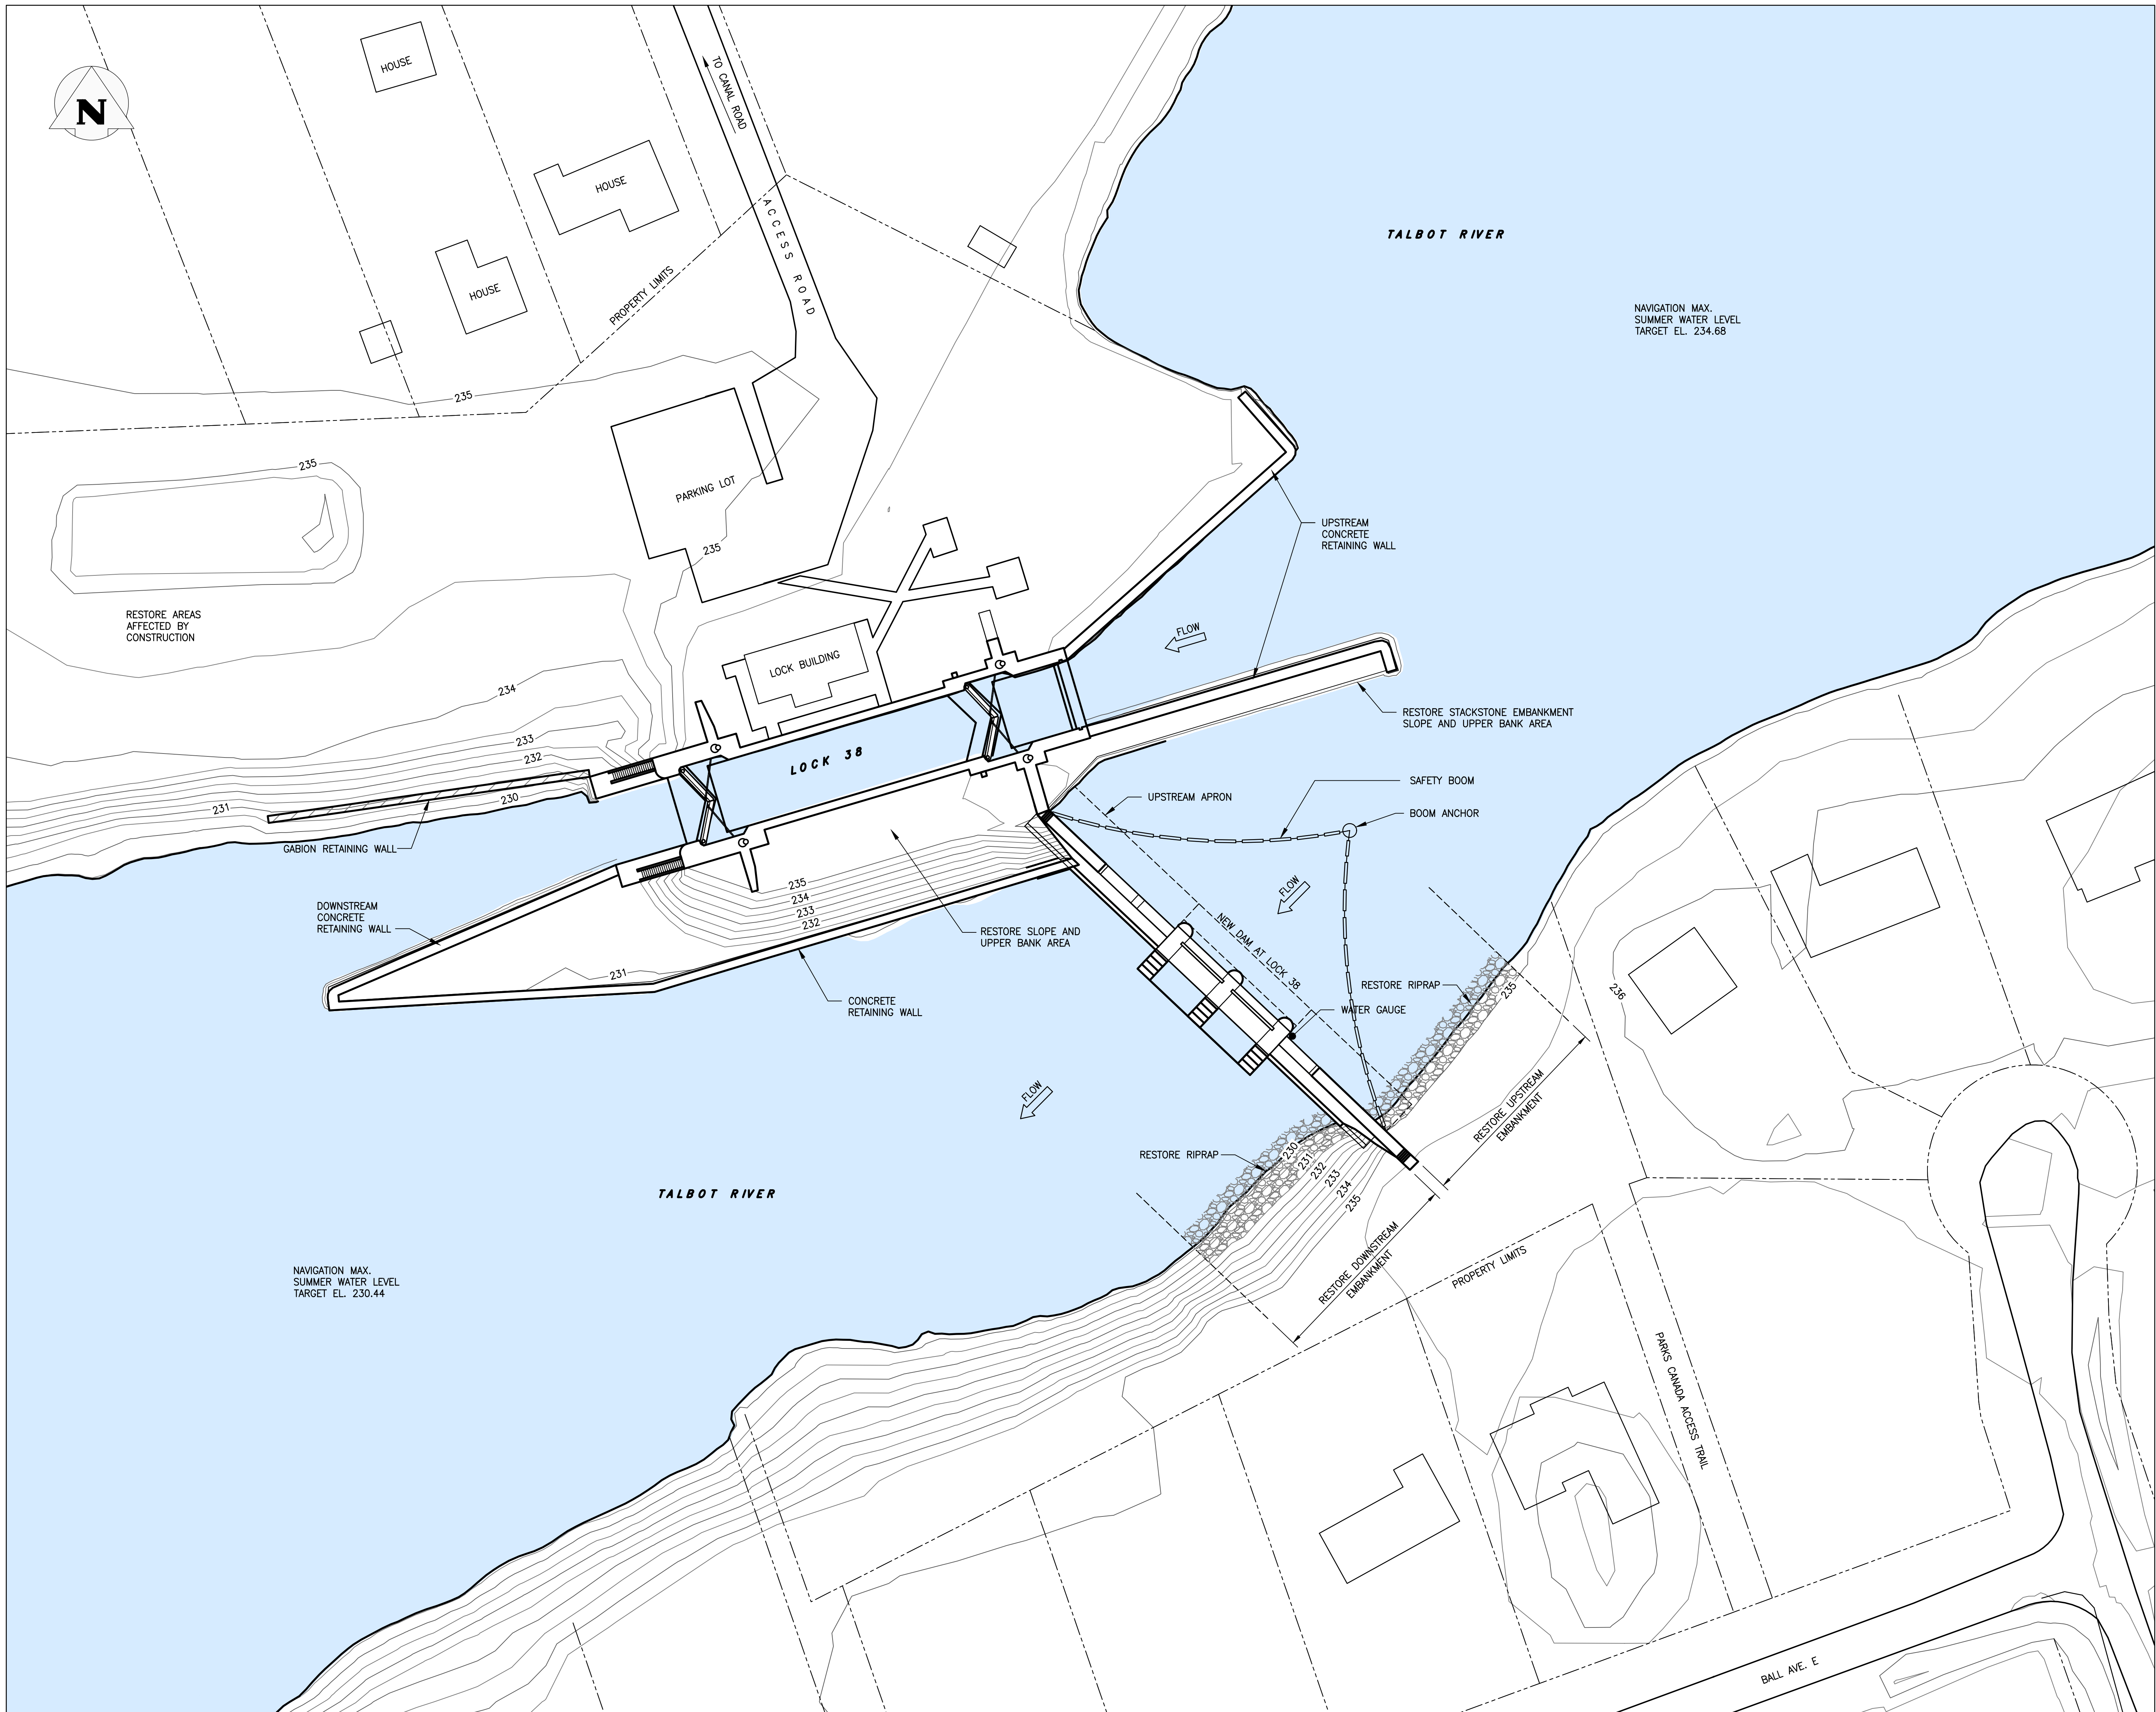 N
HOUSE
TO CANAL ROAD
HOUSE
HOUSE
ACCESS ROAD
PROPERTY LIMITS
TALBOT RIVER
NAVIGATION MAX.
SUMMER WATER LEVEL
TARGET EL. 234.68
235
235
PARKING LOT
235
UPSTREAM
CONCRETE
RETAINING WALL
RESTORE AREAS
AFFECTED BY
CONSTRUCTION
FLOW
LOCK BUILDING
234
RESTORE STACKSTONE EMBANKMENT
SLOPE AND UPPER BANK AREA
233
232
LOCK 38
SAFETY BOOM
UPSTREAM APRON
231
230
BOOM ANCHOR
GABION RETAINING WALL
235
234
233
232
FLOW
DOWNSTREAM
CONCRETE
RETAINING WALL
RESTORE SLOPE AND
UPPER BANK AREA
NEW DAM AT LOCK 38
231
RESTORE RIPRAP
235
236
CONCRETE
RETAINING WALL
WATER GAUGE
FLOW
RESTORE UPSTREAM
EMBANKMENT
RESTORE RIPRAP
230
231
232
233
234
235
TALBOT RIVER
RESTORE DOWNSTREAM
EMBANKMENT
PROPERTY LIMITS
NAVIGATION MAX.
SUMMER WATER LEVEL
TARGET EL. 230.44
PARKS CANADA ACCESS TRAIL
BALL AVE. E